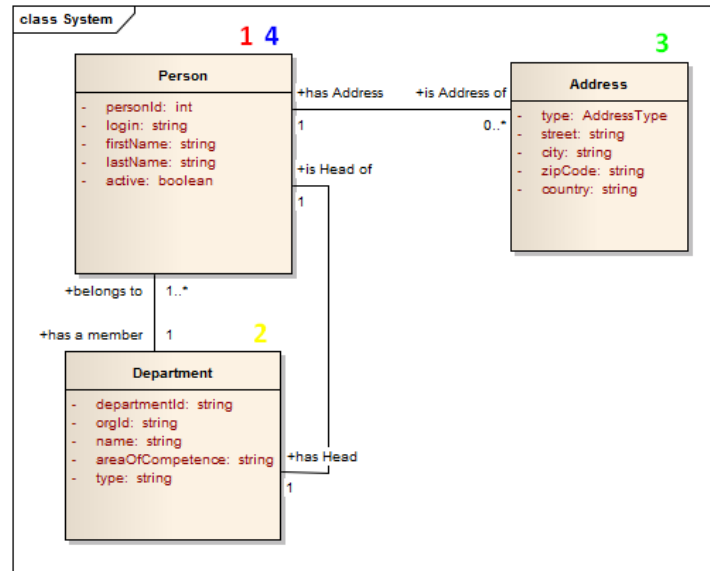 class System
1 4
3
Person
- personId: int
- login: string
- firstName: string
- lastName: string
- active: boolean
+has Address
+is Address of
1
0..*
Address
- type: AddressType
- street: string
- city: string
- zipCode: string
- country: string
+is Head of
1
+belongs to
1..*
+has a member
1
2
Department
- departmentId: string
- orgId: string
- name: string
- areaOfCompetence: string
- type: string
+has Head
1